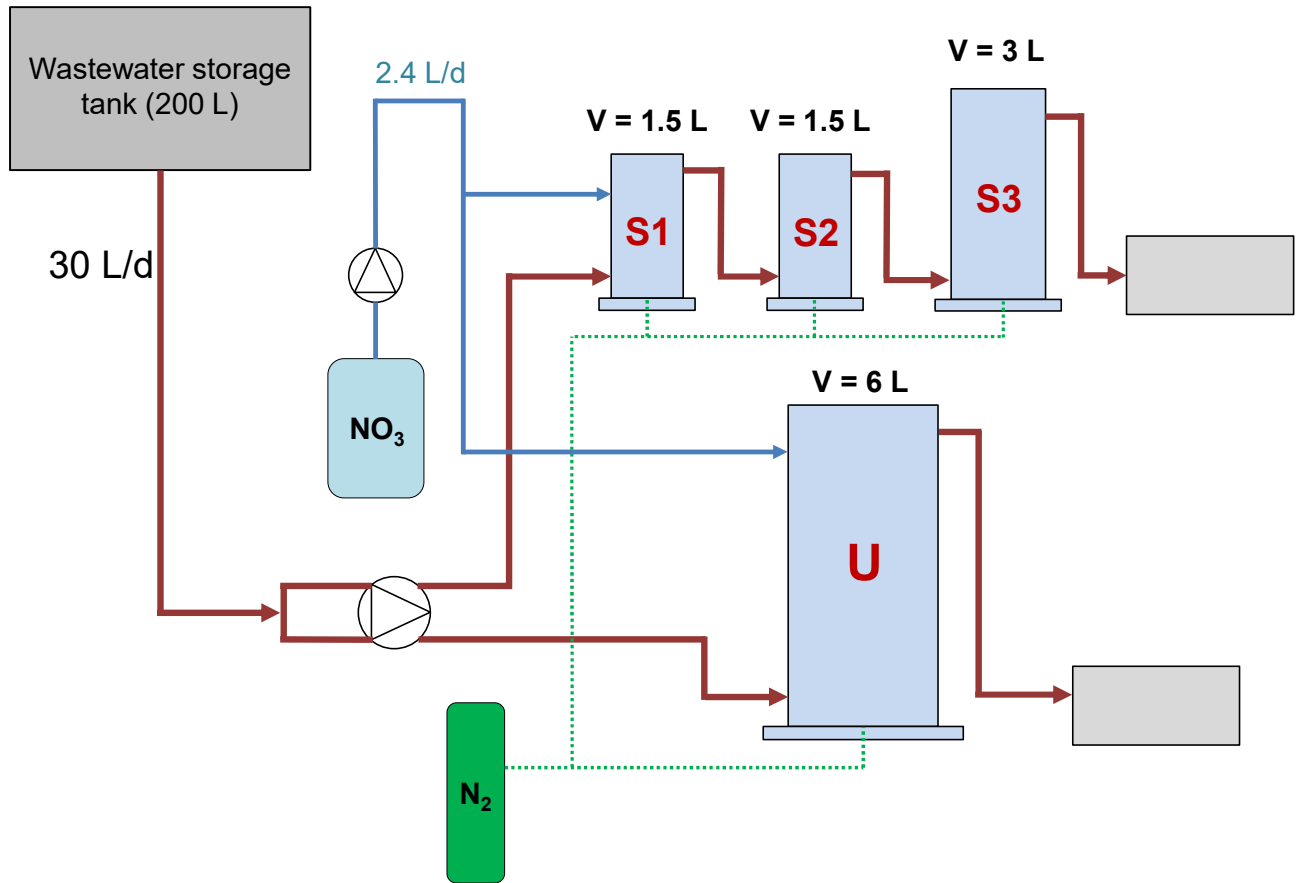 Wastewater storage
tank (200 L)
2.4 L/d
V = 3 L
V = 1.5 L
V = 1.5 L
S1
S2
S3
30 L/d
NO₃
V = 6 L
U
N₂